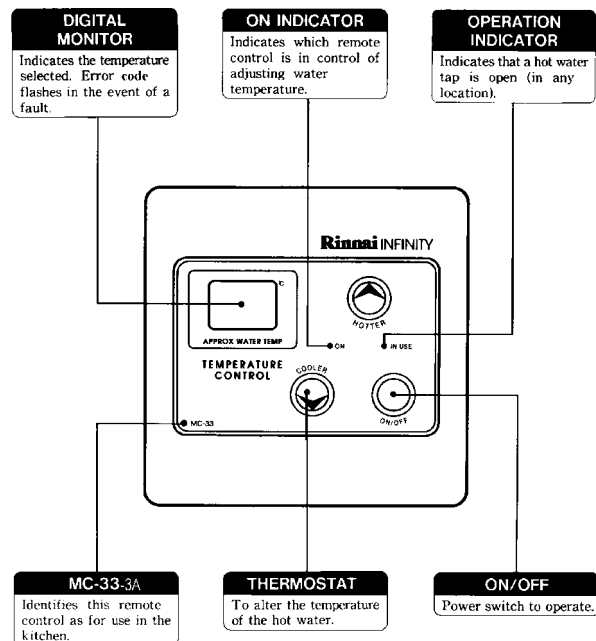 DIGITAL
MONITOR
Indicates the temperature
selected. Error code
flashes in the event of a
fault.
ON INDICATOR
Indicates which remote
control is in control of
adjusting water
temperature.
OPERATION
INDICATOR
Indicates that a hot water
tap is open (in any
location).
Rinnai INFINITY
°C
APPROX WATER TEMP
HOTTER
ON
IN USE
TEMPERATURE
CONTROL
COOLER
ON/OFF
MC-33
MC-33-3A
Identifies this remote
control as for use in the
kitchen.
THERMOSTAT
To alter the temperature
of the hot water.
ON/OFF
Power switch to operate.